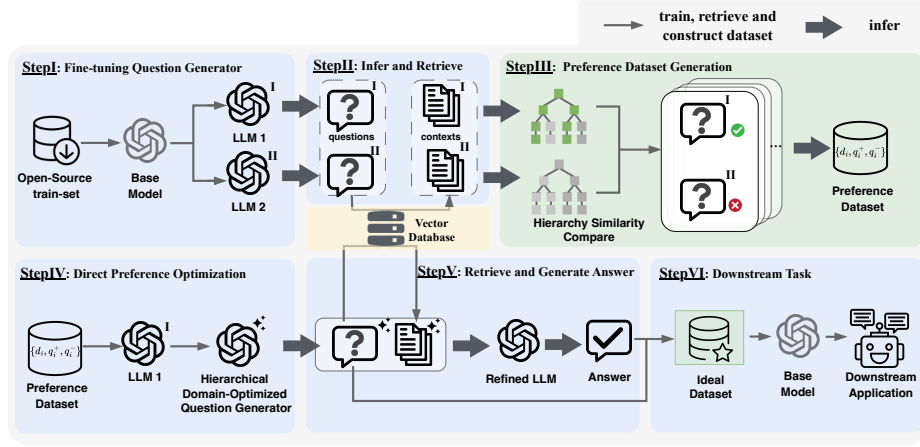 train, retrieve and
construct dataset
infer
StepI: Fine-tuning Question Generator
Open-Source
train-set
Base
Model
I
LLM 1
II
LLM 2
StepII: Infer and Retrieve
I
questions
II
I
contexts
II
Vector
Database
StepIII: Preference Dataset Generation
Hierarchy Similarity
Compare
I
II
...
{d_i, q_i^+, q_i^-}
Preference
Dataset
StepIV: Direct Preference Optimization
{d_i, q_i^+, q_i^-}
Preference
Dataset
I
LLM 1
Hierarchical
Domain-Optimized
Question Generator
StepV: Retrieve and Generate Answer
Refined LLM
Answer
StepVI: Downstream Task
Ideal
Dataset
Base
Model
Downstream
Application